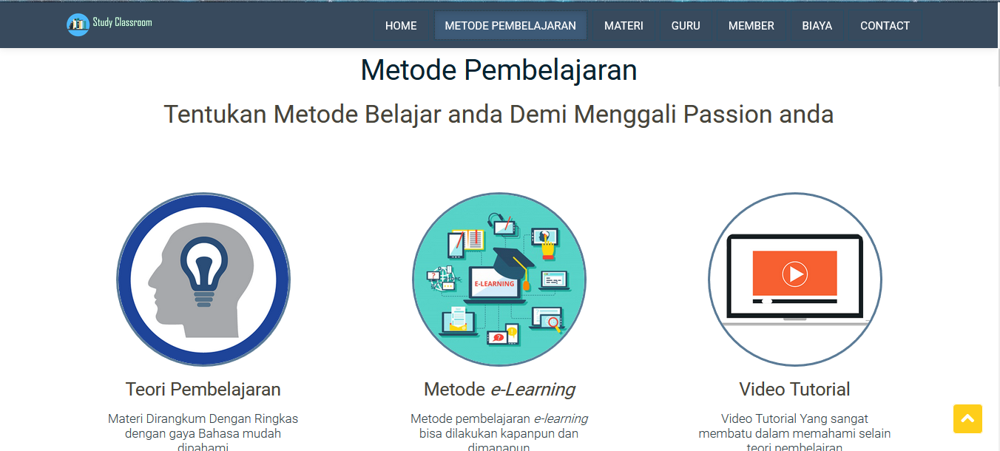 Study Classroom
HOME METODE PEMBELAJARAN MATERI GURU MEMBER BIAYA CONTACT
Metode Pembelajaran
Tentukan Metode Belajar anda Demi Menggali Passion anda
E-LEARNING
Teori Pembelajaran
Materi Dirangkum Dengan Ringkas
dengan gaya Bahasa mudah
dipahami
Metode e-Learning
Metode pembelajaran e-learning
bisa dilakukan kapanpun dan
dimanapun
Video Tutorial
Video Tutorial Yang sangat
membatu dalam memahami selain
teori pembelajran